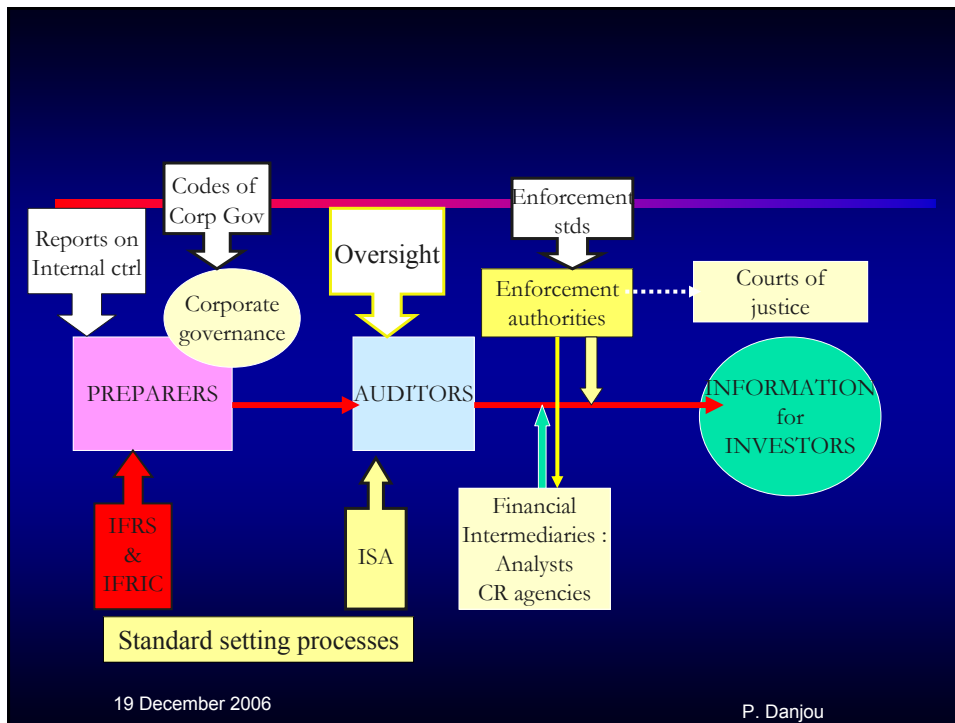 Codes of
Corp Gov
Reports on
Internal ctrl
Oversight
Enforcement
stds
Corporate
governance
Enforcement
authorities
Courts of
justice
PREPARERS
AUDITORS
INFORMATION
for
INVESTORS
IFRS
&
IFRIC
ISA
Financial
Intermediaries :
Analysts
CR agencies
Standard setting processes
19 December 2006
P. Danjou